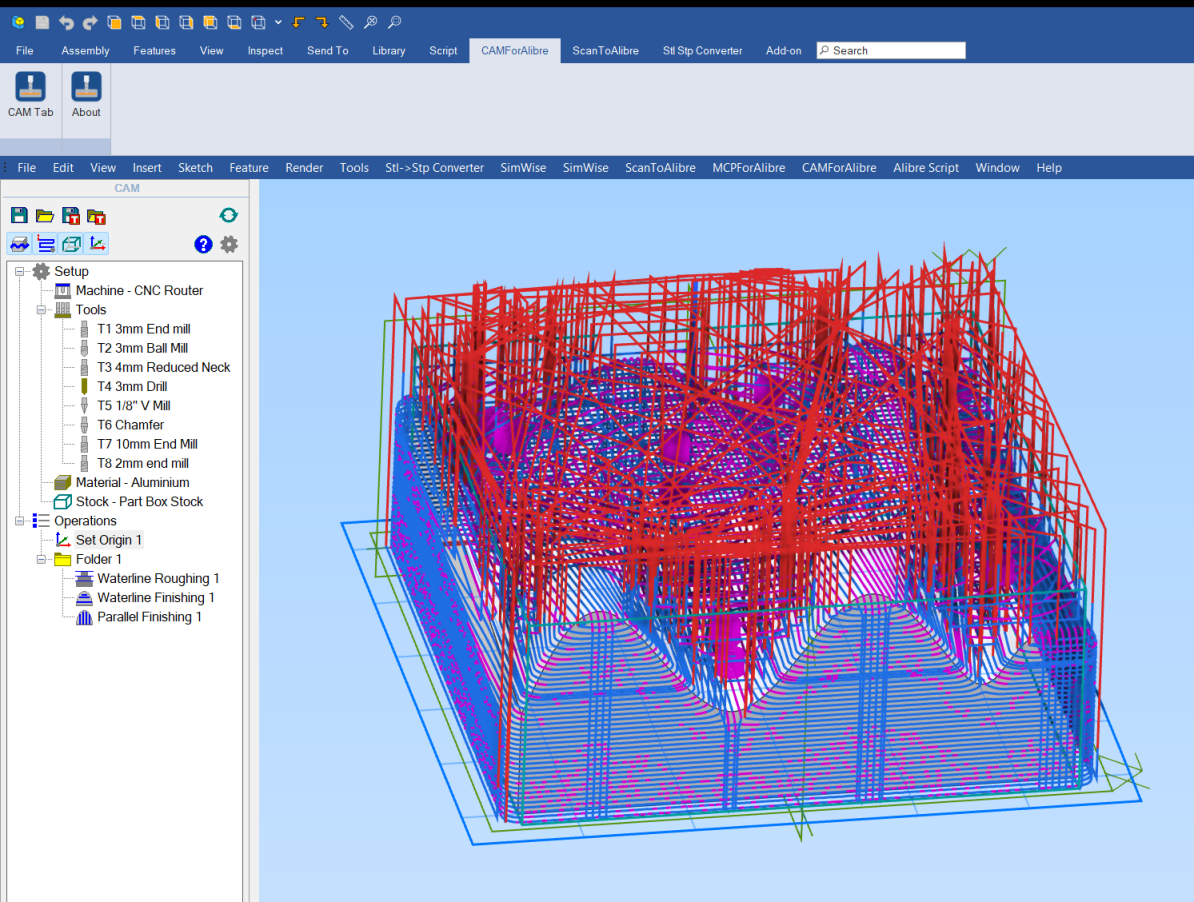 File Assembly Features View Inspect Send To Library Script CAMForAlibre ScanToAlibre Stl Stp Converter Add-on Search
CAM Tab About
File Edit View Insert Sketch Feature Render Tools Stl->Stp Converter SimWise SimWise ScanToAlibre MCPForAlibre CAMForAlibre Alibre Script Window Help
CAM
T T
?
Setup
Machine - CNC Router
Tools
T1 3mm End mill
T2 3mm Ball Mill
T3 4mm Reduced Neck
T4 3mm Drill
T5 1/8" V Mill
T6 Chamfer
T7 10mm End Mill
T8 2mm end mill
Material - Aluminium
Stock - Part Box Stock
Operations
Set Origin 1
Folder 1
Waterline Roughing 1
Waterline Finishing 1
Parallel Finishing 1